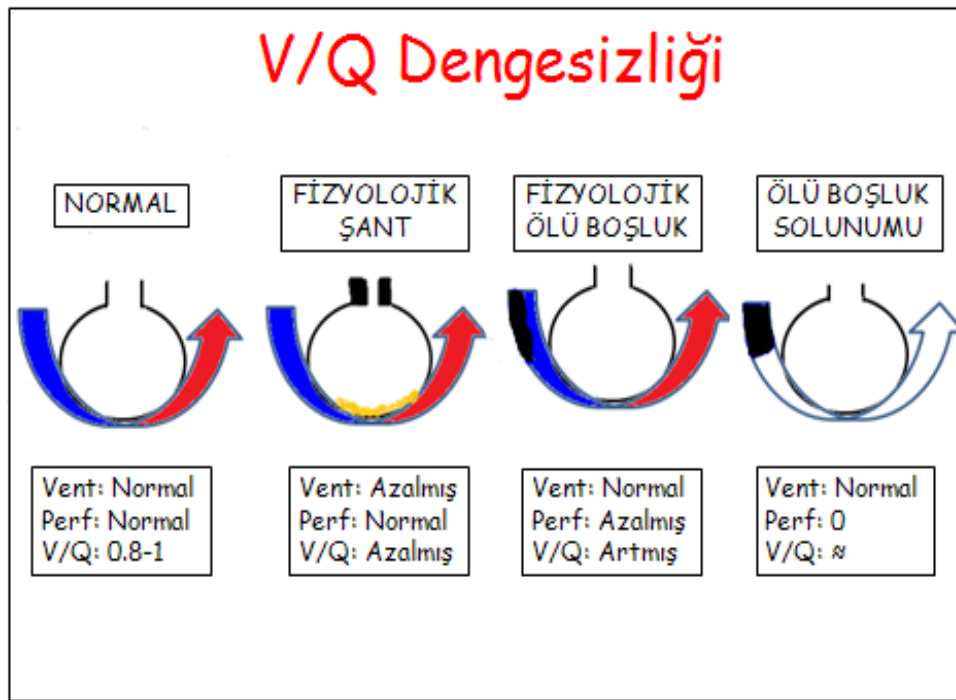 V/Q Dengesizliği
NORMAL
FİZYOLOJİK
ŞANT
FİZYOLOJİK
ÖLÜ BOŞLUK
ÖLÜ BOŞLUK
SOLUNUMU
Vent: Normal
Perf: Normal
V/Q: 0.8-1
Vent: Azalmış
Perf: Normal
V/Q: Azalmış
Vent: Normal
Perf: Azalmış
V/Q: Artmış
Vent: Normal
Perf: 0
V/Q: ≈